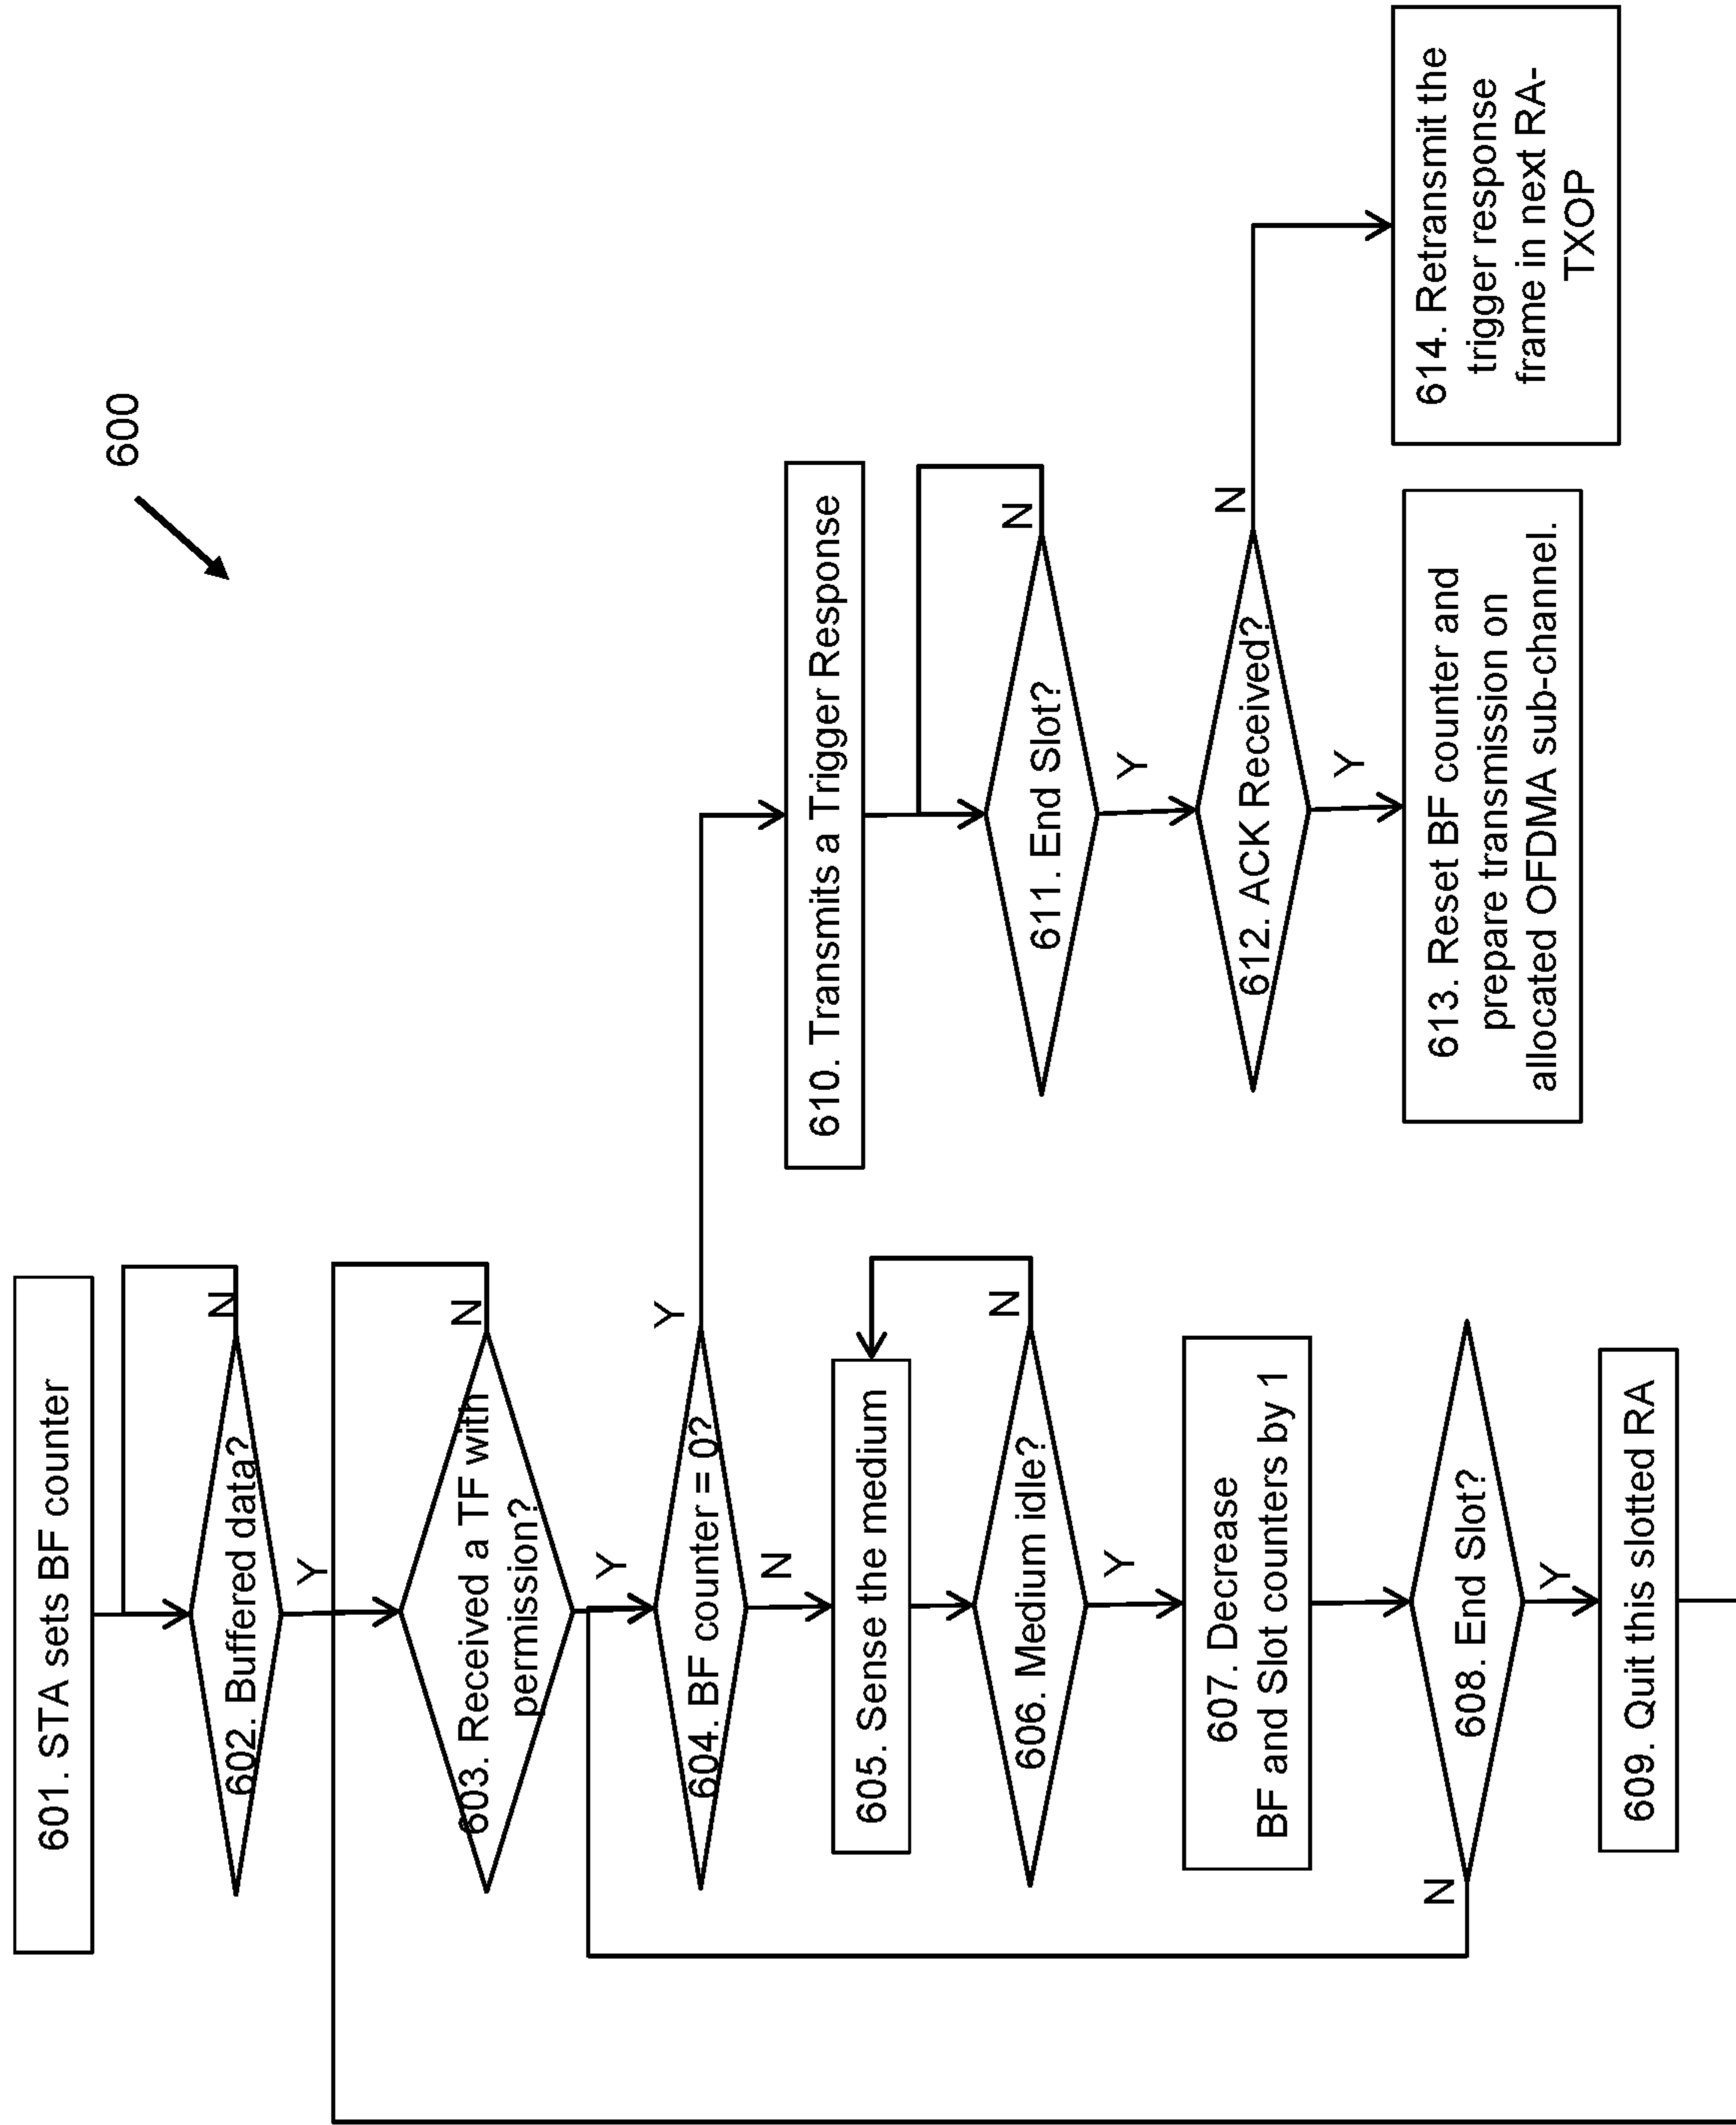 600
601. STA sets BF counter
602. Buffered data?
N
Y
603. Received a TF with
permission?
N
Y
604. BF counter = 0?
Y
N
605. Sense the medium
606. Medium idle?
N
Y
607. Decrease
BF and Slot counters by 1
608. End Slot?
N
Y
609. Quit this slotted RA
610. Transmits a Trigger Response
611. End Slot?
N
Y
612. ACK Received?
N
Y
613. Reset BF counter and
prepare transmission on
allocated OFDMA sub-channel.
614. Retransmit the
trigger response
frame in next RA-
TXOP